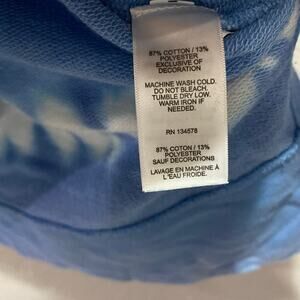 87% COTTON / 13%
POLYESTER
EXCLUSIVE OF
DECORATION
MACHINE WASH COLD.
DO NOT BLEACH.
TUMBLE DRY LOW.
WARM IRON IF
NEEDED.
RN 134578
87% COTTON / 13%
POLYESTER
SAUF DECORATIONS
LAVAGE EN MACHINE À
L'EAU FROIDE.